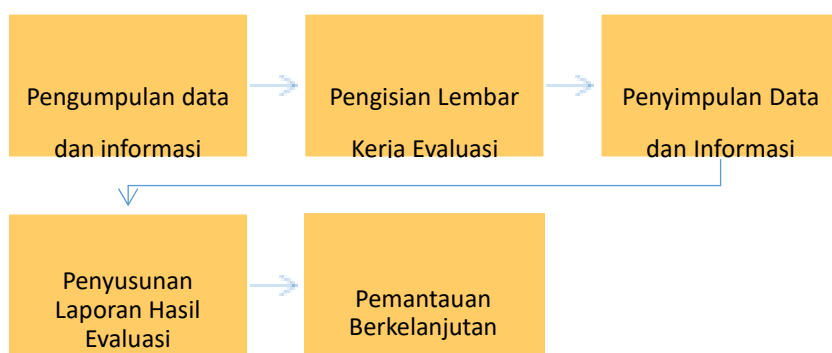 Pengumpulan data
dan informasi
Pengisian Lembar
Kerja Evaluasi
Penyimpulan Data
dan Informasi
Penyusunan
Laporan Hasil
Evaluasi
Pemantauan
Berkelanjutan